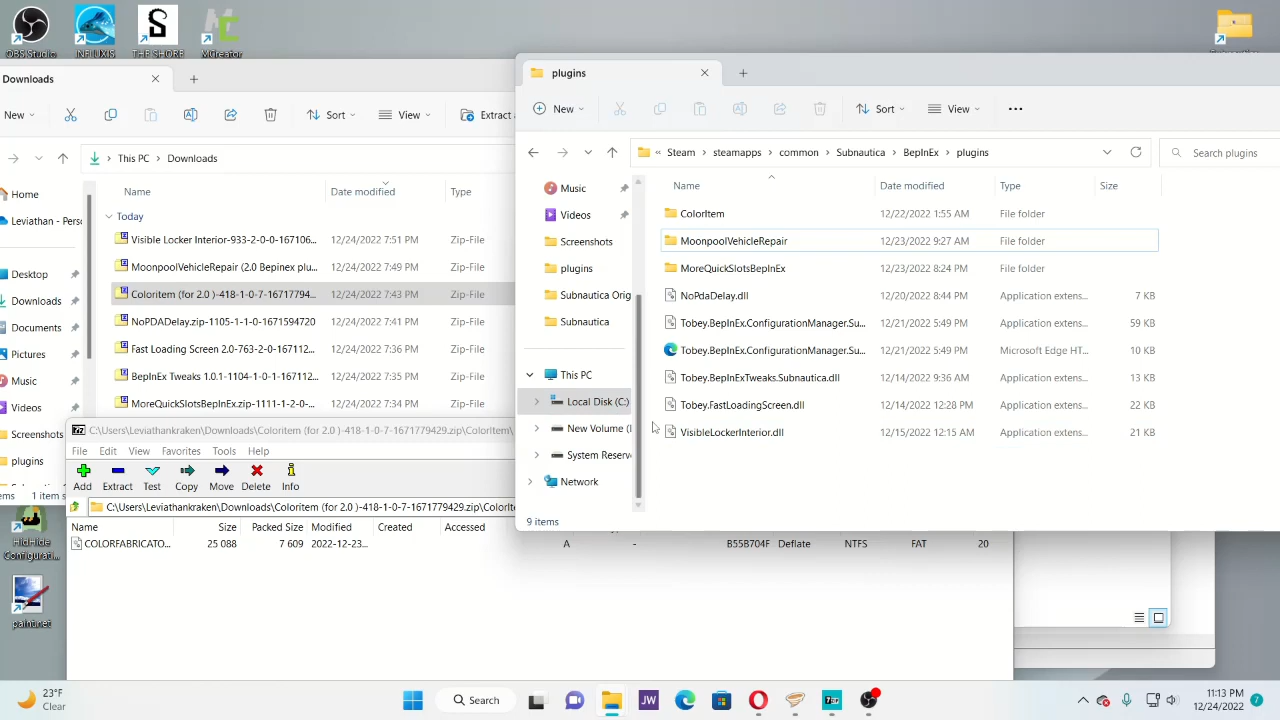 OBS Studio
THE SHORE
MCreator
Downloads
New
Sort
View
Extract
This PC > Downloads
Name
Date modified
Type
Today
Visible Locker Interior-933-2-0-0-167106...
12/24/2022 7:51 PM
Zip-File
MoonpoolVehicleRepair (2.0 Bepinex plu...
12/24/2022 7:49 PM
Zip-File
Coloritem (for 2.0 )-418-1-0-7-16717794...
12/24/2022 7:43 PM
Zip-File
NoPDADelay.zip-1105-1-1-0-1671594720
12/24/2022 7:41 PM
Zip-File
Fast Loading Screen 2.0-763-2-0-167112...
12/24/2022 7:36 PM
Zip-File
BepInEx Tweaks 1.0.1-1104-1-0-1-167112...
12/24/2022 7:35 PM
Zip-File
MoreQuickSlotsBepInEx.zip-1111-1-2-0-...
12/24/2022 7:34 PM
Zip-File
Home
Leviathan - Pers
Desktop
Downloads
Documents
Pictures
Music
Videos
Screenshots
plugins
ems
1 item s
plugins
New
Sort
View
« Steam > steamapps > common > Subnautica > BepInEx > plugins
Search plugins
Music
Videos
Screenshots
plugins
Subnautica Orig
Subnautica
This PC
Local Disk (C:)
New Volume (
System Reserv
Network
Name
Date modified
Type
Size
ColorItem
12/22/2022 1:55 AM
File folder
MoonpoolVehicleRepair
12/23/2022 9:27 AM
File folder
MoreQuickSlotsBepInEx
12/23/2022 8:24 PM
File folder
NoPdaDelay.dll
12/20/2022 8:44 PM
Application extens...
7 KB
Tobey.BepInEx.ConfigurationManager.Su...
12/21/2022 5:49 PM
Application extens...
59 KB
Tobey.BepInEx.ConfigurationManager.Su...
12/21/2022 5:49 PM
Microsoft Edge HT...
10 KB
Tobey.BepInExTweaks.Subnautica.dll
12/14/2022 9:36 AM
Application extens...
13 KB
Tobey.FastLoadingScreen.dll
12/14/2022 12:28 PM
Application extens...
22 KB
VisibleLockerInterior.dll
12/15/2022 12:15 AM
Application extens...
21 KB
9 items
C:\Users\Leviathankraken\Downloads\Coloritem (for 2.0 )-418-1-0-7-1671779429.zip\ColorItem\
File Edit View Favorites Tools Help
Add Extract Test Copy Move Delete Info
C:\Users\Leviathankraken\Downloads\Coloritem (for 2.0 )-418-1-0-7-1671779429.zip\ColorIte
Name Size Packed Size Modified Created Accessed
COLORFABRICATO... 25 088 7 609 2022-12-23... A - B55B704F Deflate NTFS FAT 20
HidHide
Configurati...
paint.net
23°F
Clear
Search
JW
11:13 PM
12/24/2022
7